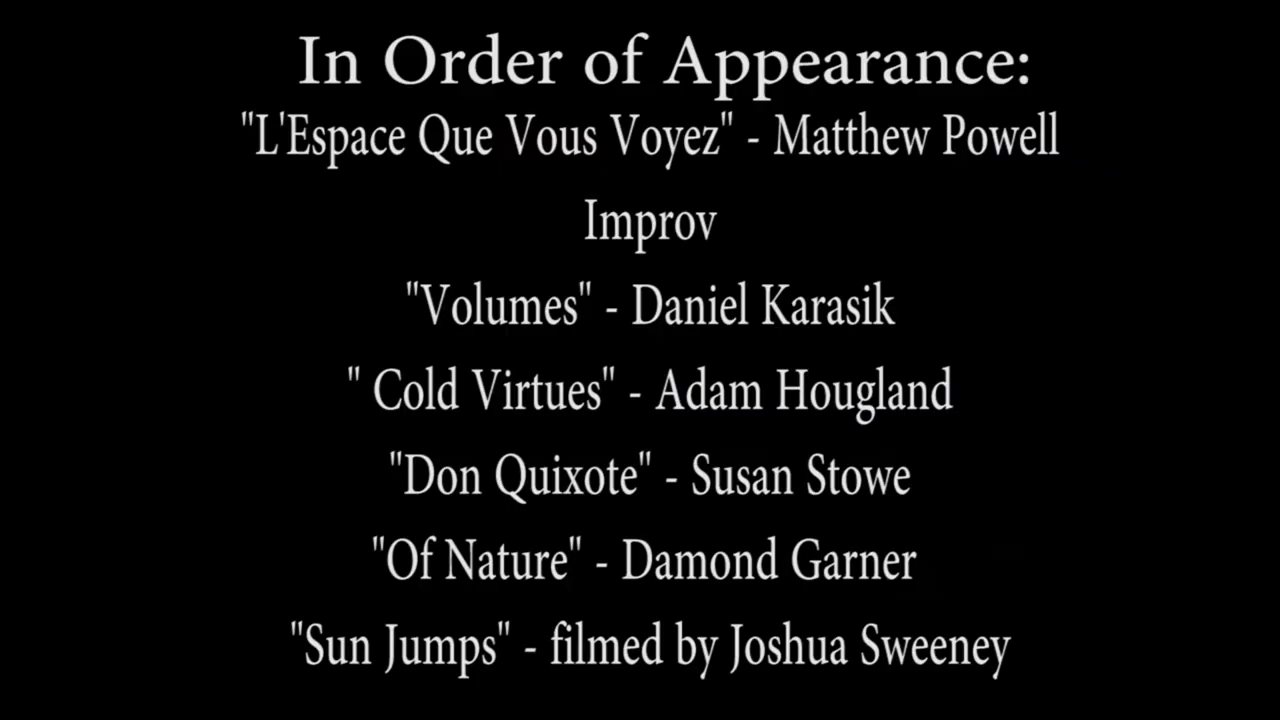 In Order of Appearance:
"L'Espace Que Vous Voyez" - Matthew Powell
Improv
"Volumes" - Daniel Karasik
" Cold Virtues" - Adam Hougland
"Don Quixote" - Susan Stowe
"Of Nature" - Damond Garner
"Sun Jumps" - filmed by Joshua Sweeney